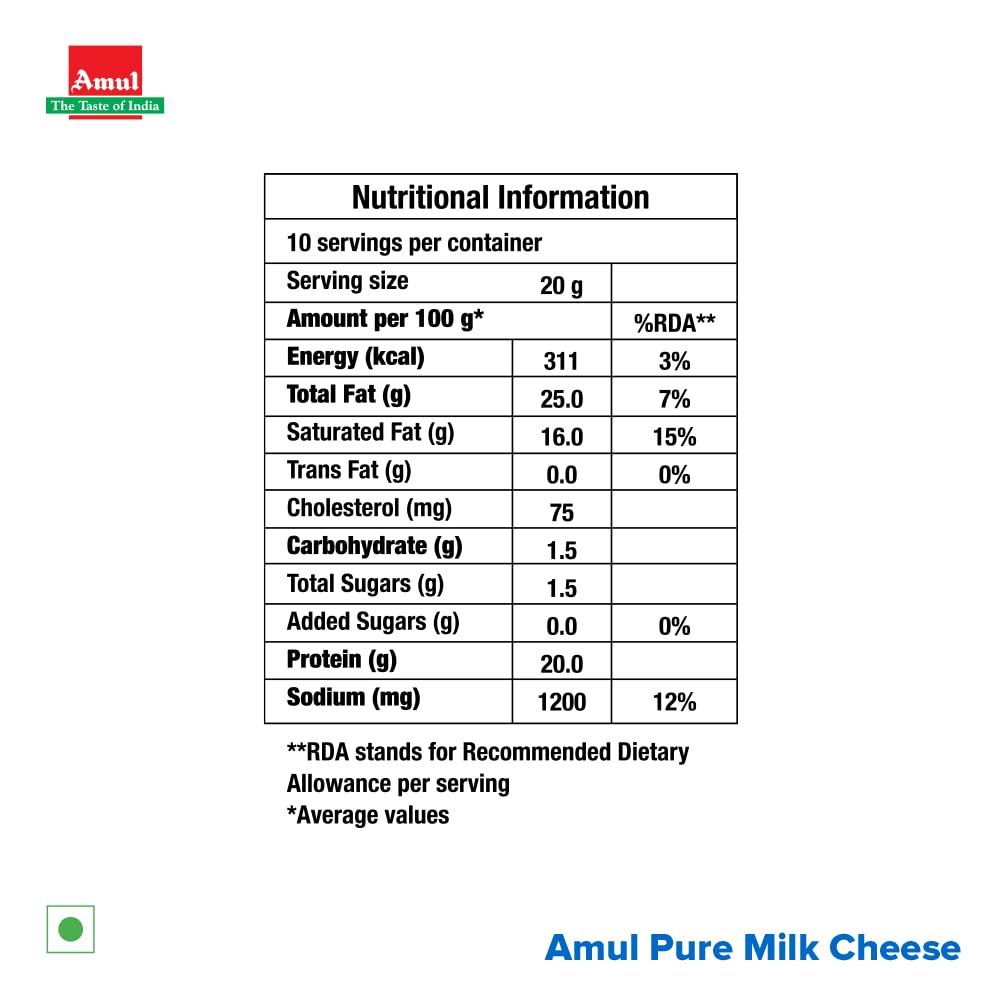 Amul
The Taste of India
Nutritional Information
10 servings per container
Serving size 20 g
Amount per 100 g* %RDA**
Energy (kcal) 311 3%
Total Fat (g) 25.0 7%
Saturated Fat (g) 16.0 15%
Trans Fat (g) 0.0 0%
Cholesterol (mg) 75
Carbohydrate (g) 1.5
Total Sugars (g) 1.5
Added Sugars (g) 0.0 0%
Protein (g) 20.0
Sodium (mg) 1200 12%
**RDA stands for Recommended Dietary
Allowance per serving
*Average values
Amul Pure Milk Cheese